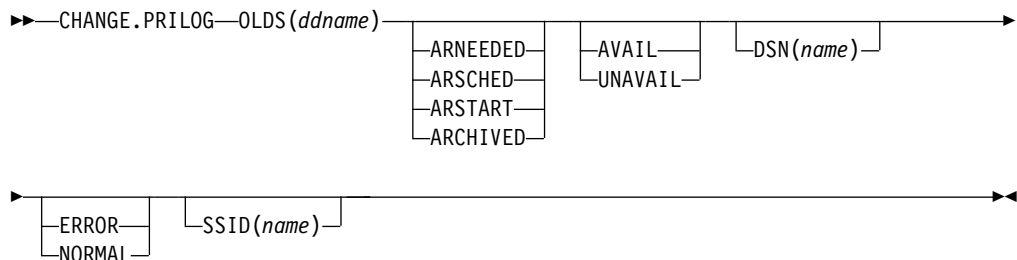 CHANGE.PRILOG OLDS(ddname)
ARNEEDED AVAIL DSN(name)
ARSCHED UNAVAIL
ARSTART
ARCHIVED
ERROR SSID(name)
NORMAL